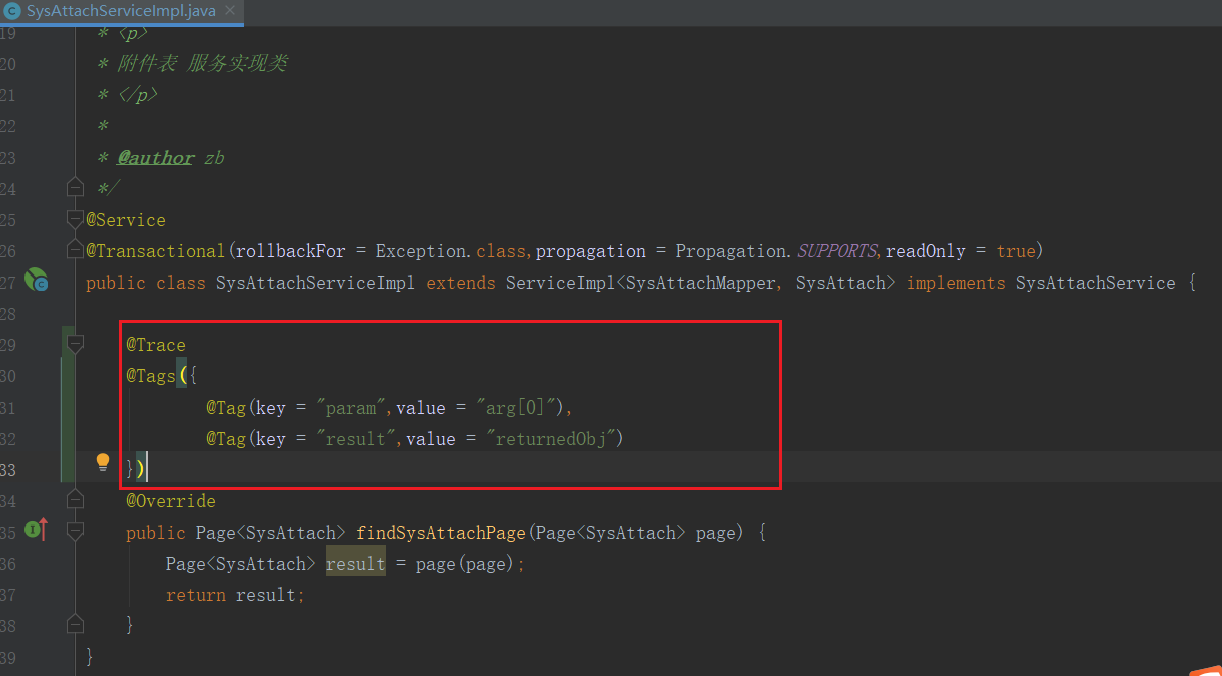 SysAttachServiceImpl.java
19 * <p>
20 * 附件表 服务实现类
21 * </p>
22 *
23 * @author zb
24 */
25 @Service
26 @Transactional(rollbackFor = Exception.class,propagation = Propagation.SUPPORTS,readOnly = true)
27 public class SysAttachServiceImpl extends ServiceImpl<SysAttachMapper, SysAttach> implements SysAttachService {
28
29 @Trace
30 @Tags({
31 @Tag(key = "param",value = "arg[0]"),
32 @Tag(key = "result",value = "returnedObj")
33 })
34 @Override
35 public Page<SysAttach> findSysAttachPage(Page<SysAttach> page) {
36 Page<SysAttach> result = page(page);
37 return result;
38 }
39 }